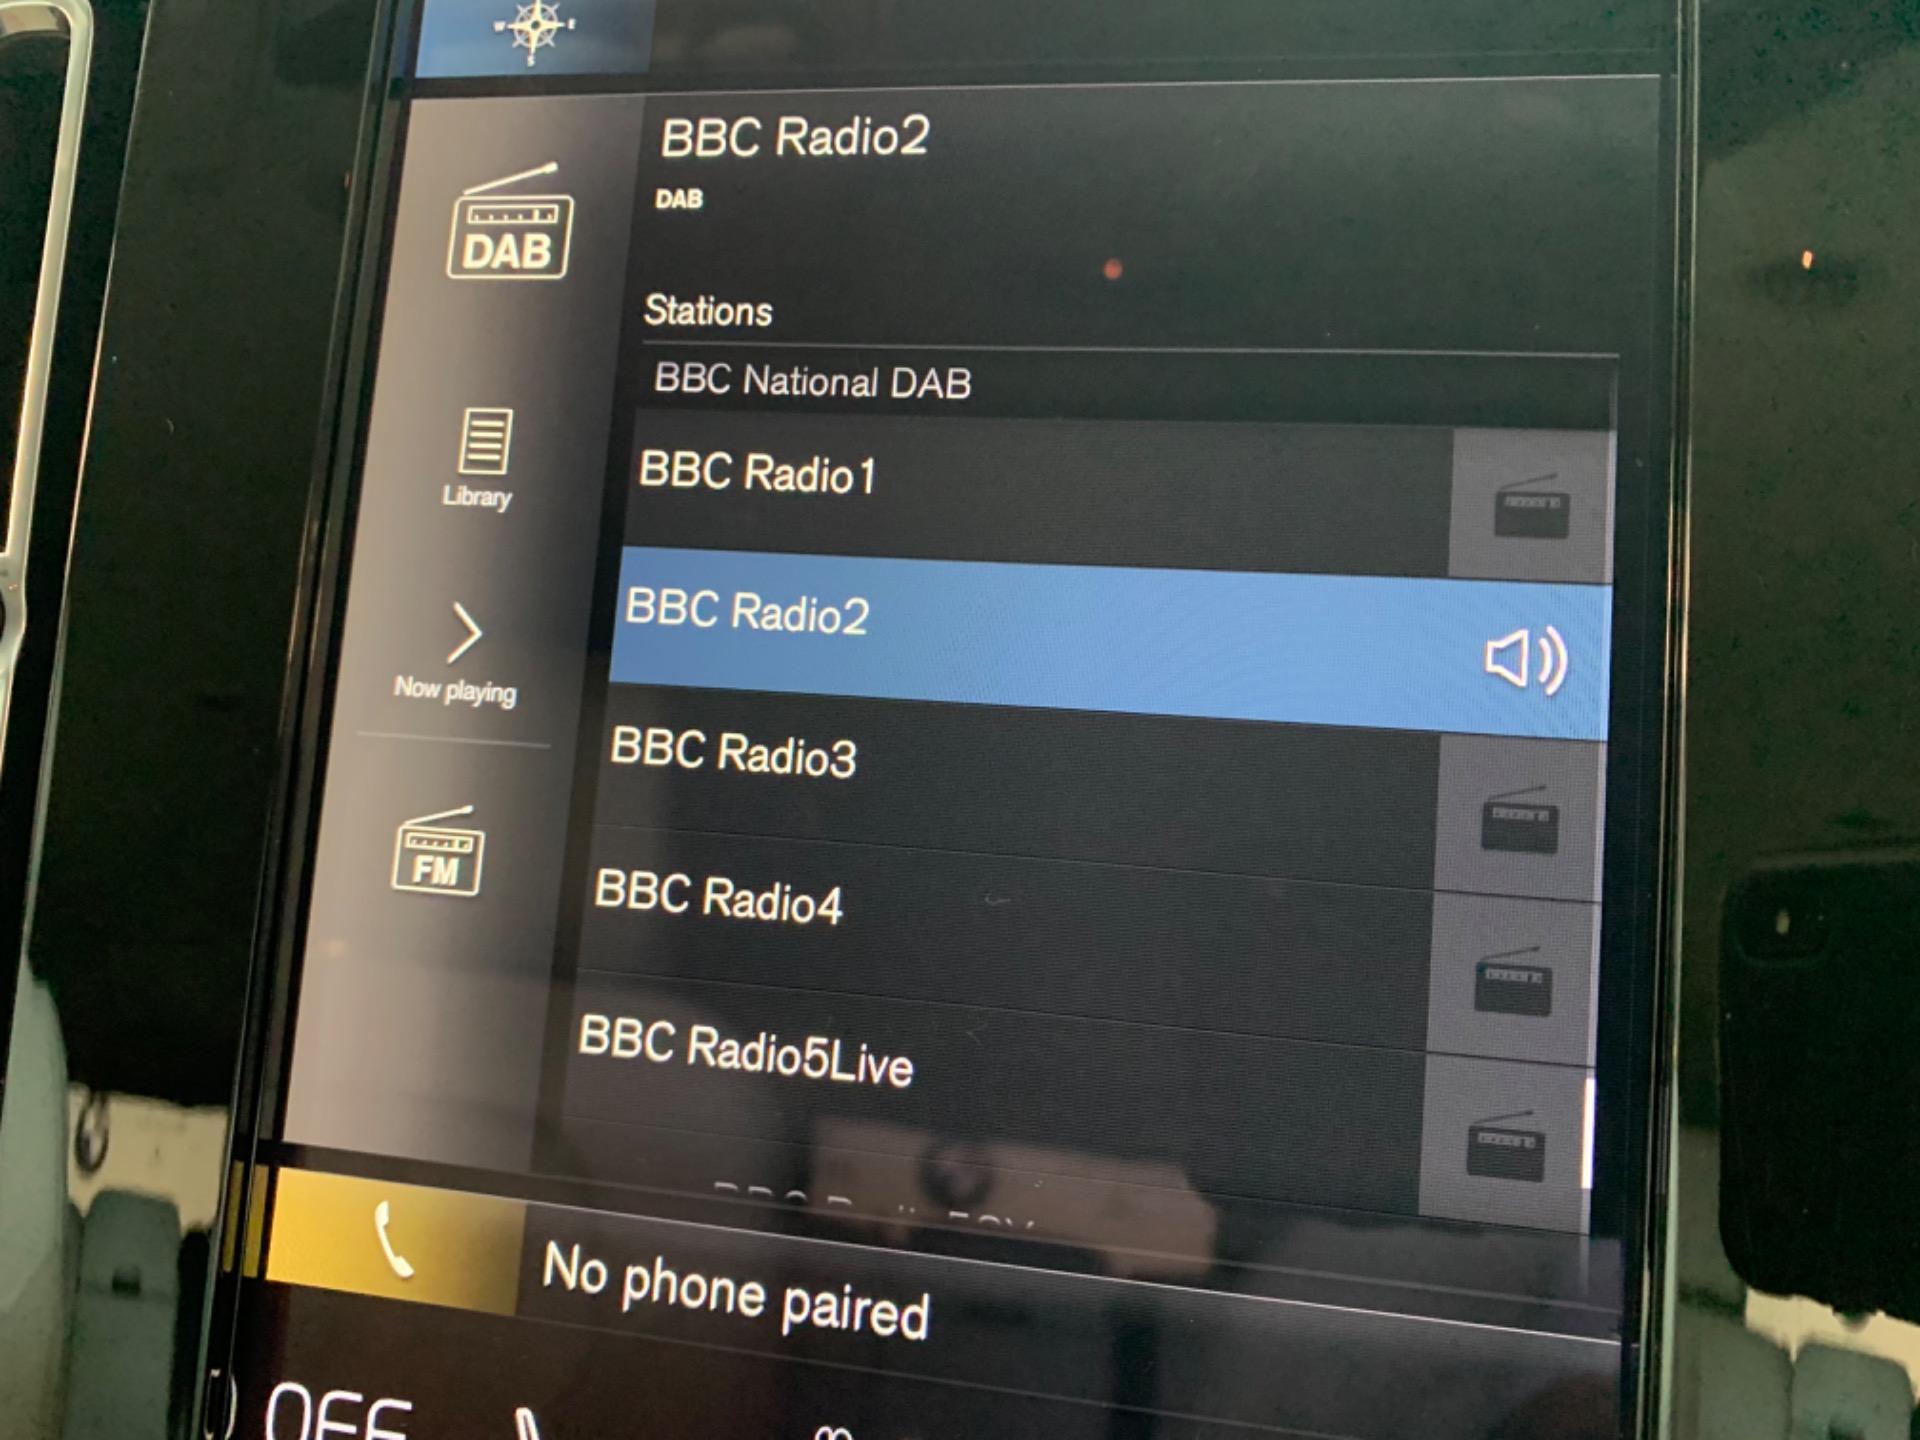 W E
S
BBC Radio2
DAB
DAB
Stations
BBC National DAB
BBC Radio1
Library
BBC Radio2
Now playing
BBC Radio3
FM
BBC Radio4
BBC Radio5Live
No phone paired
OFF